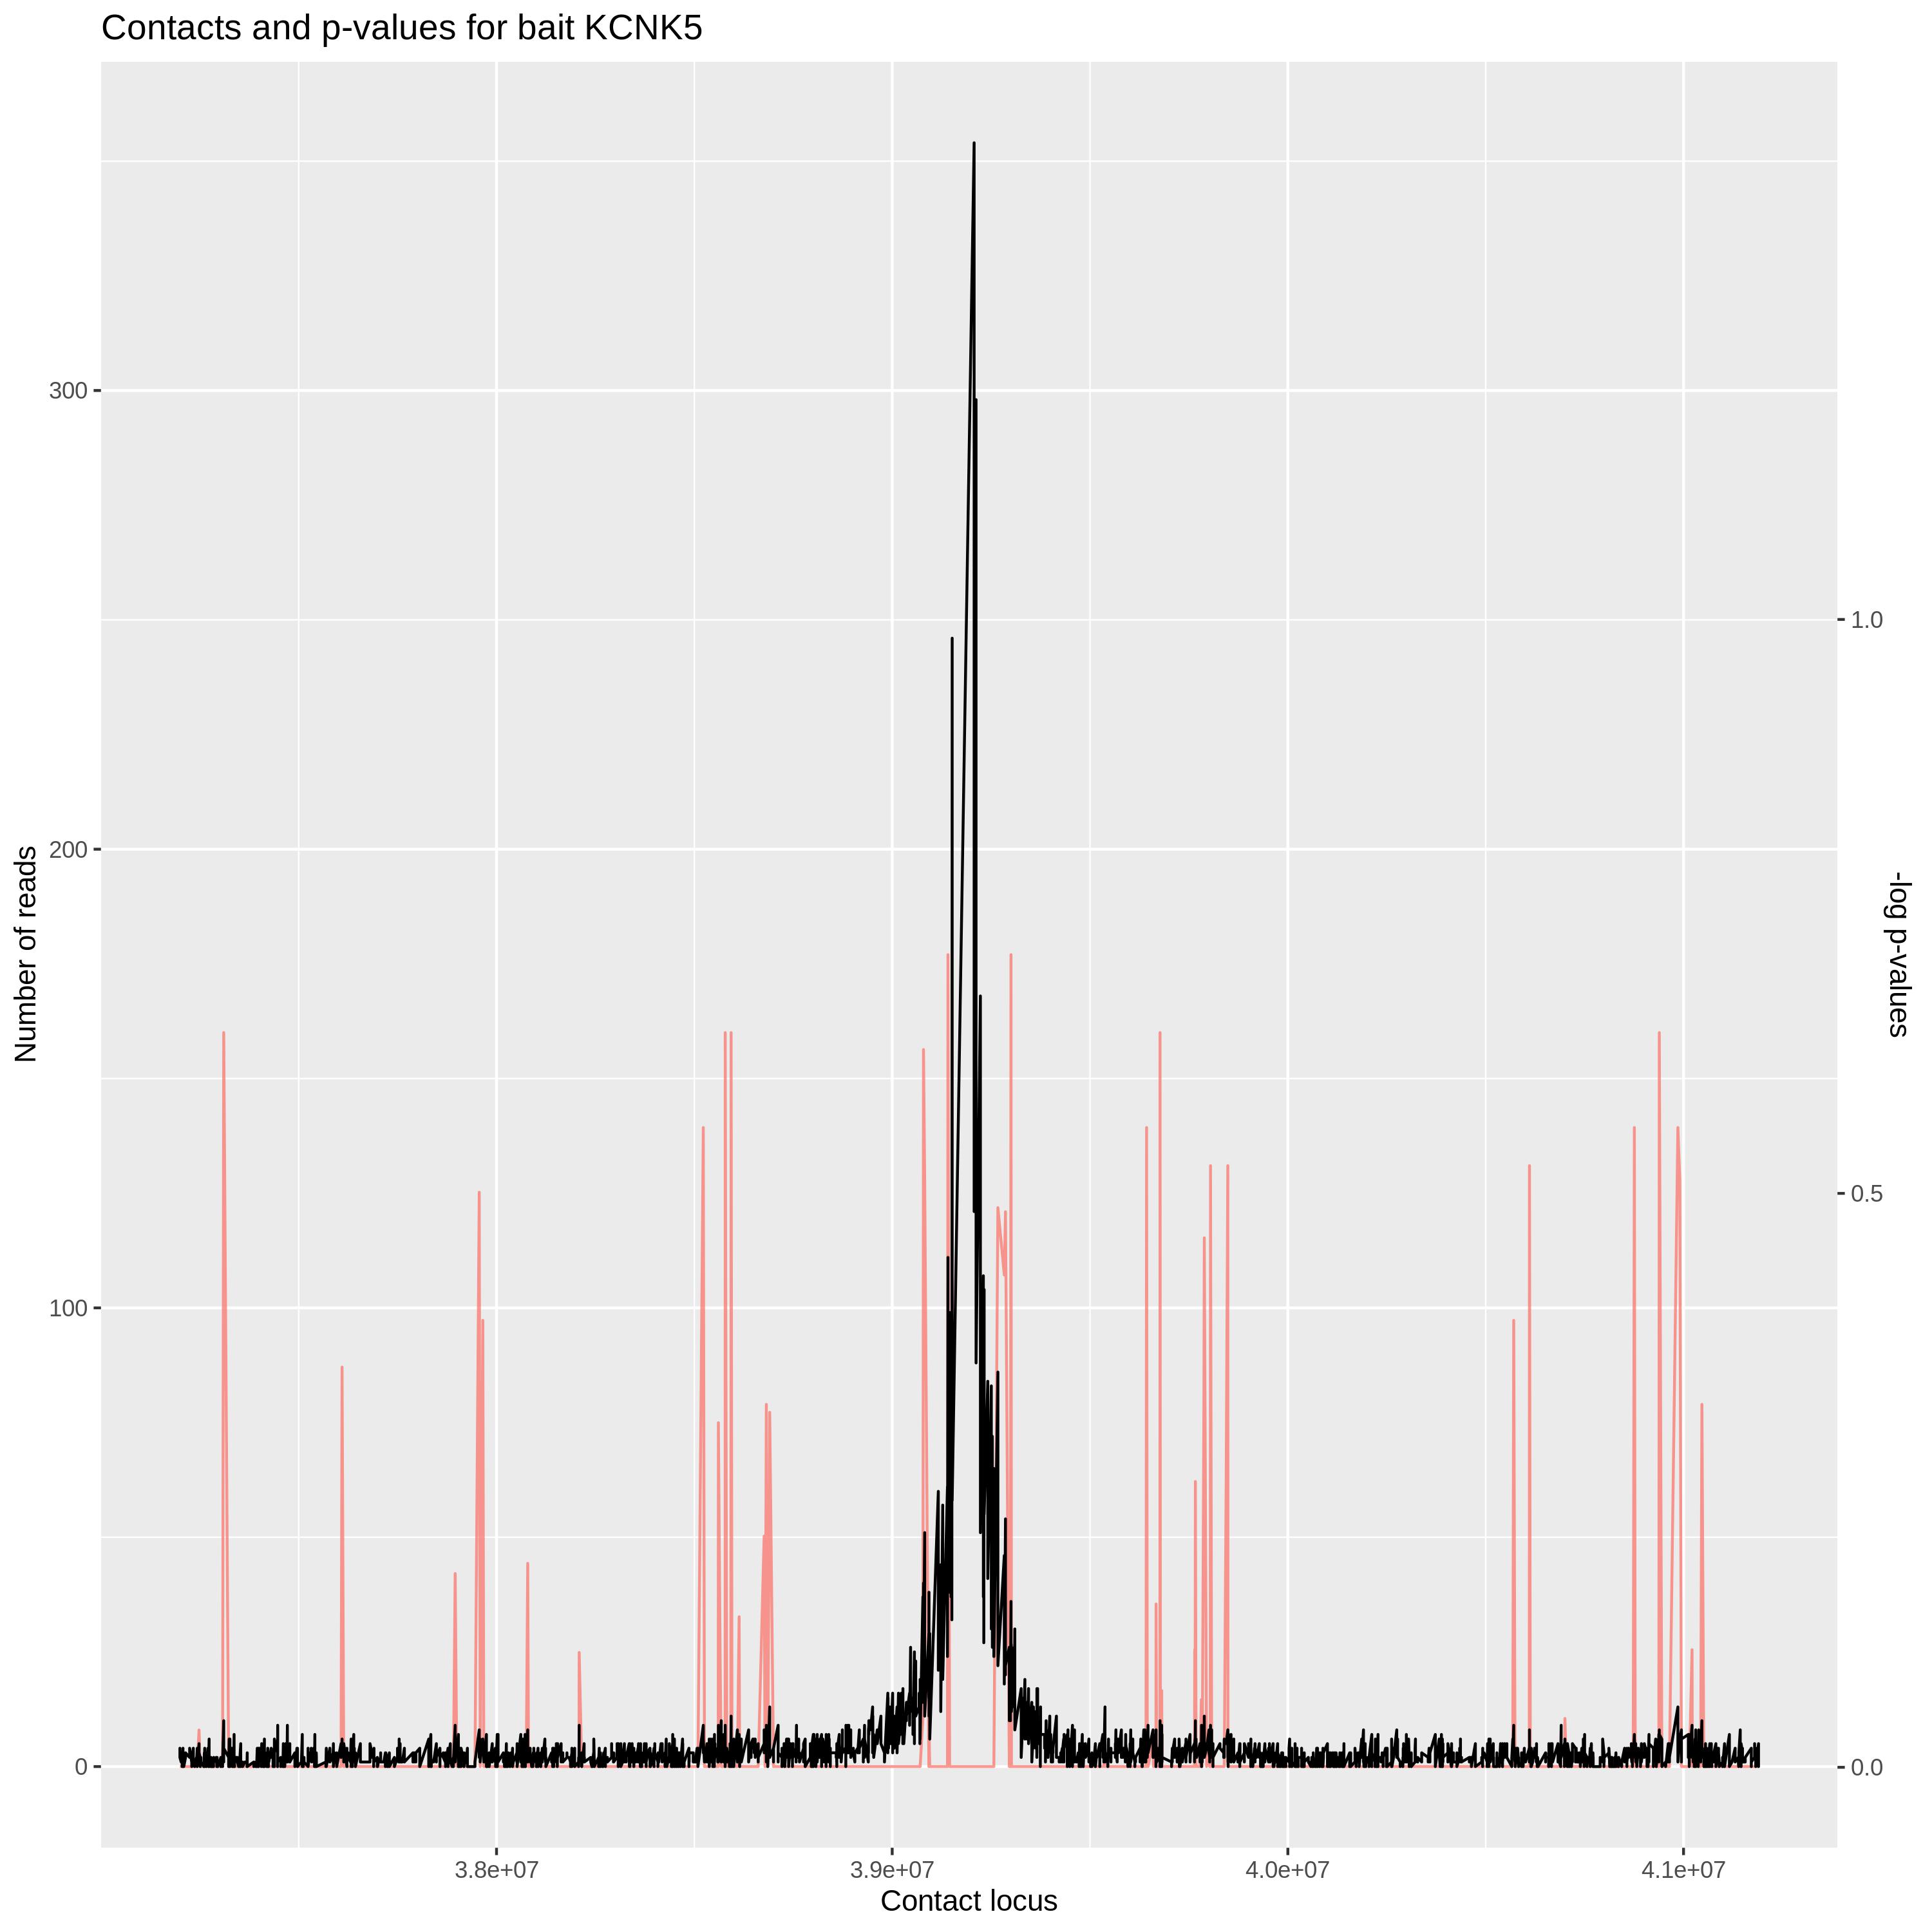 Contacts and p-values for bait KCNK5
Number of reads
300
200
100
0
1.0
0.5
0.0
-log p-values
3.8e+07
3.9e+07
4.0e+07
4.1e+07
Contact locus